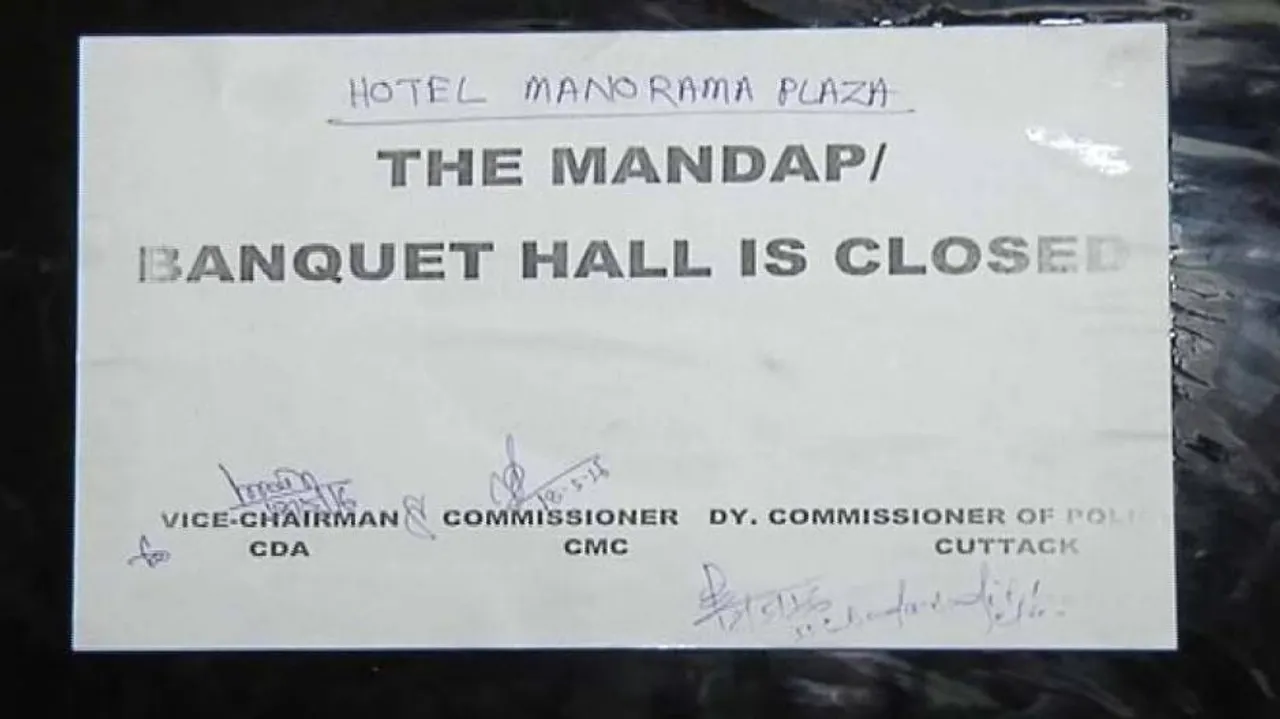 HOTEL MANORAMA PLAZA
THE MANDAP/
BANQUET HALL IS CLOSED
VICE-CHAIRMAN & COMMISSIONER DY. COMMISSIONER OF
CDA CMC CUTTACK